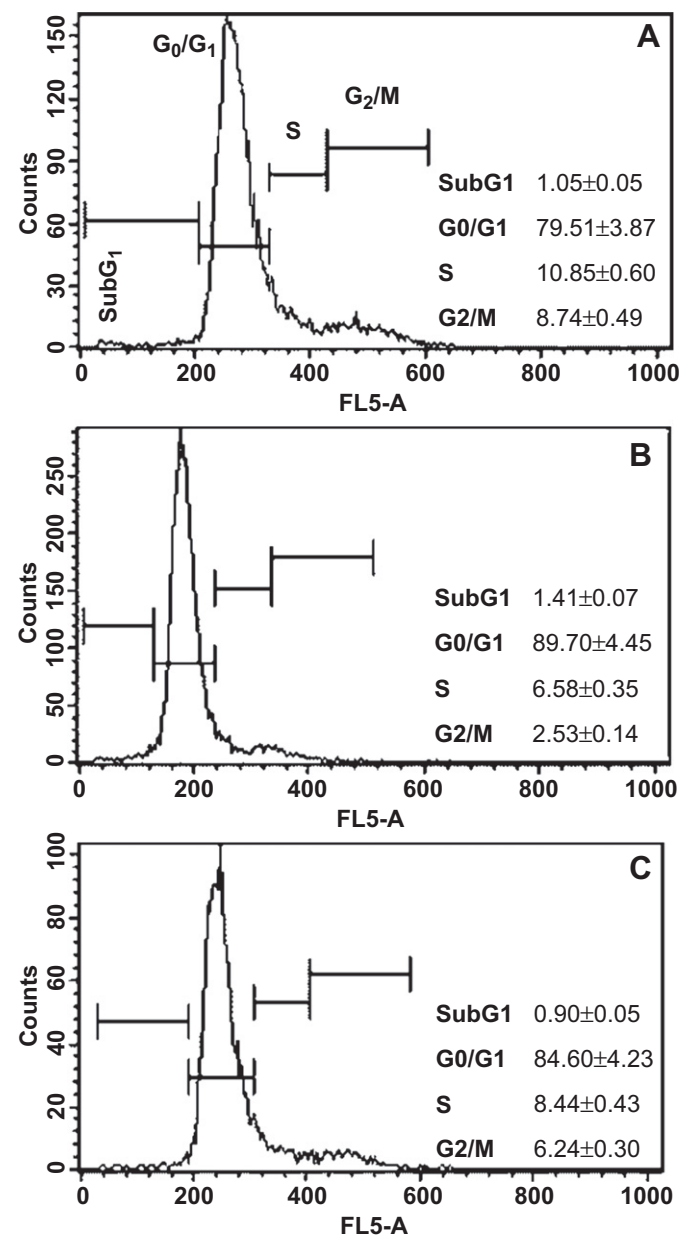 A
G₀/G₁
S
G₂/M
SubG₁
SubG1 1.05±0.05
G0/G1 79.51±3.87
S 10.85±0.60
G2/M 8.74±0.49
Counts
150
120
90
60
30
0
0 200 400 600 800 1000
FL5-A
B
SubG1 1.41±0.07
G0/G1 89.70±4.45
S 6.58±0.35
G2/M 2.53±0.14
Counts
250
200
150
100
50
0
0 200 400 600 800 1000
FL5-A
C
SubG1 0.90±0.05
G0/G1 84.60±4.23
S 8.44±0.43
G2/M 6.24±0.30
Counts
100
80
60
40
20
0
0 200 400 600 800 1000
FL5-A